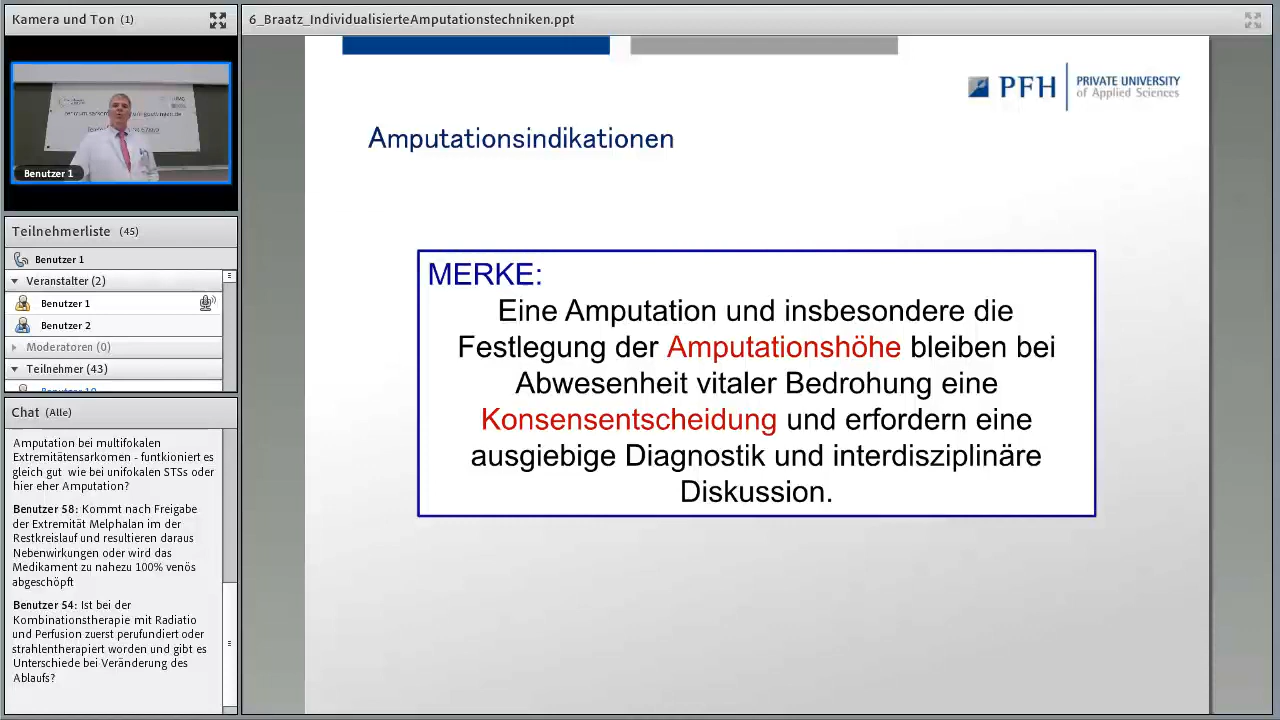 Kamera und Ton (1)
Benutzer 1
Teilnehmerliste (45)
Benutzer 1
Veranstalter (2)
Benutzer 1
Benutzer 2
Moderatoren (0)
Teilnehmer (43)
Chat (Alle)
Amputation bei multifokalen
Extremitätensarkomen - funtkioniert es
gleich gut wie bei unifokalen STSs oder
hier eher Amputation?
Benutzer 58: Kommt nach Freigabe
der Extremität Melphalan im der
Restkreislauf und resultieren daraus
Nebenwirkungen oder wird das
Medikament zu nahezu 100% venös
abgeschöpft
Benutzer 54: Ist bei der
Kombinationstherapie mit Radiatio
und Perfusion zuerst perufundiert oder
strahlentherapiert worden und gibt es
Unterschiede bei Veränderung des
Ablaufs?
6_Braatz_IndividualisierteAmputationstechniken.ppt
PFH PRIVATE UNIVERSITY
of Applied Sciences
Amputationsindikationen
MERKE:
Eine Amputation und insbesondere die
Festlegung der Amputationshöhe bleiben bei
Abwesenheit vitaler Bedrohung eine
Konsensentscheidung und erfordern eine
ausgiebige Diagnostik und interdisziplinäre
Diskussion.